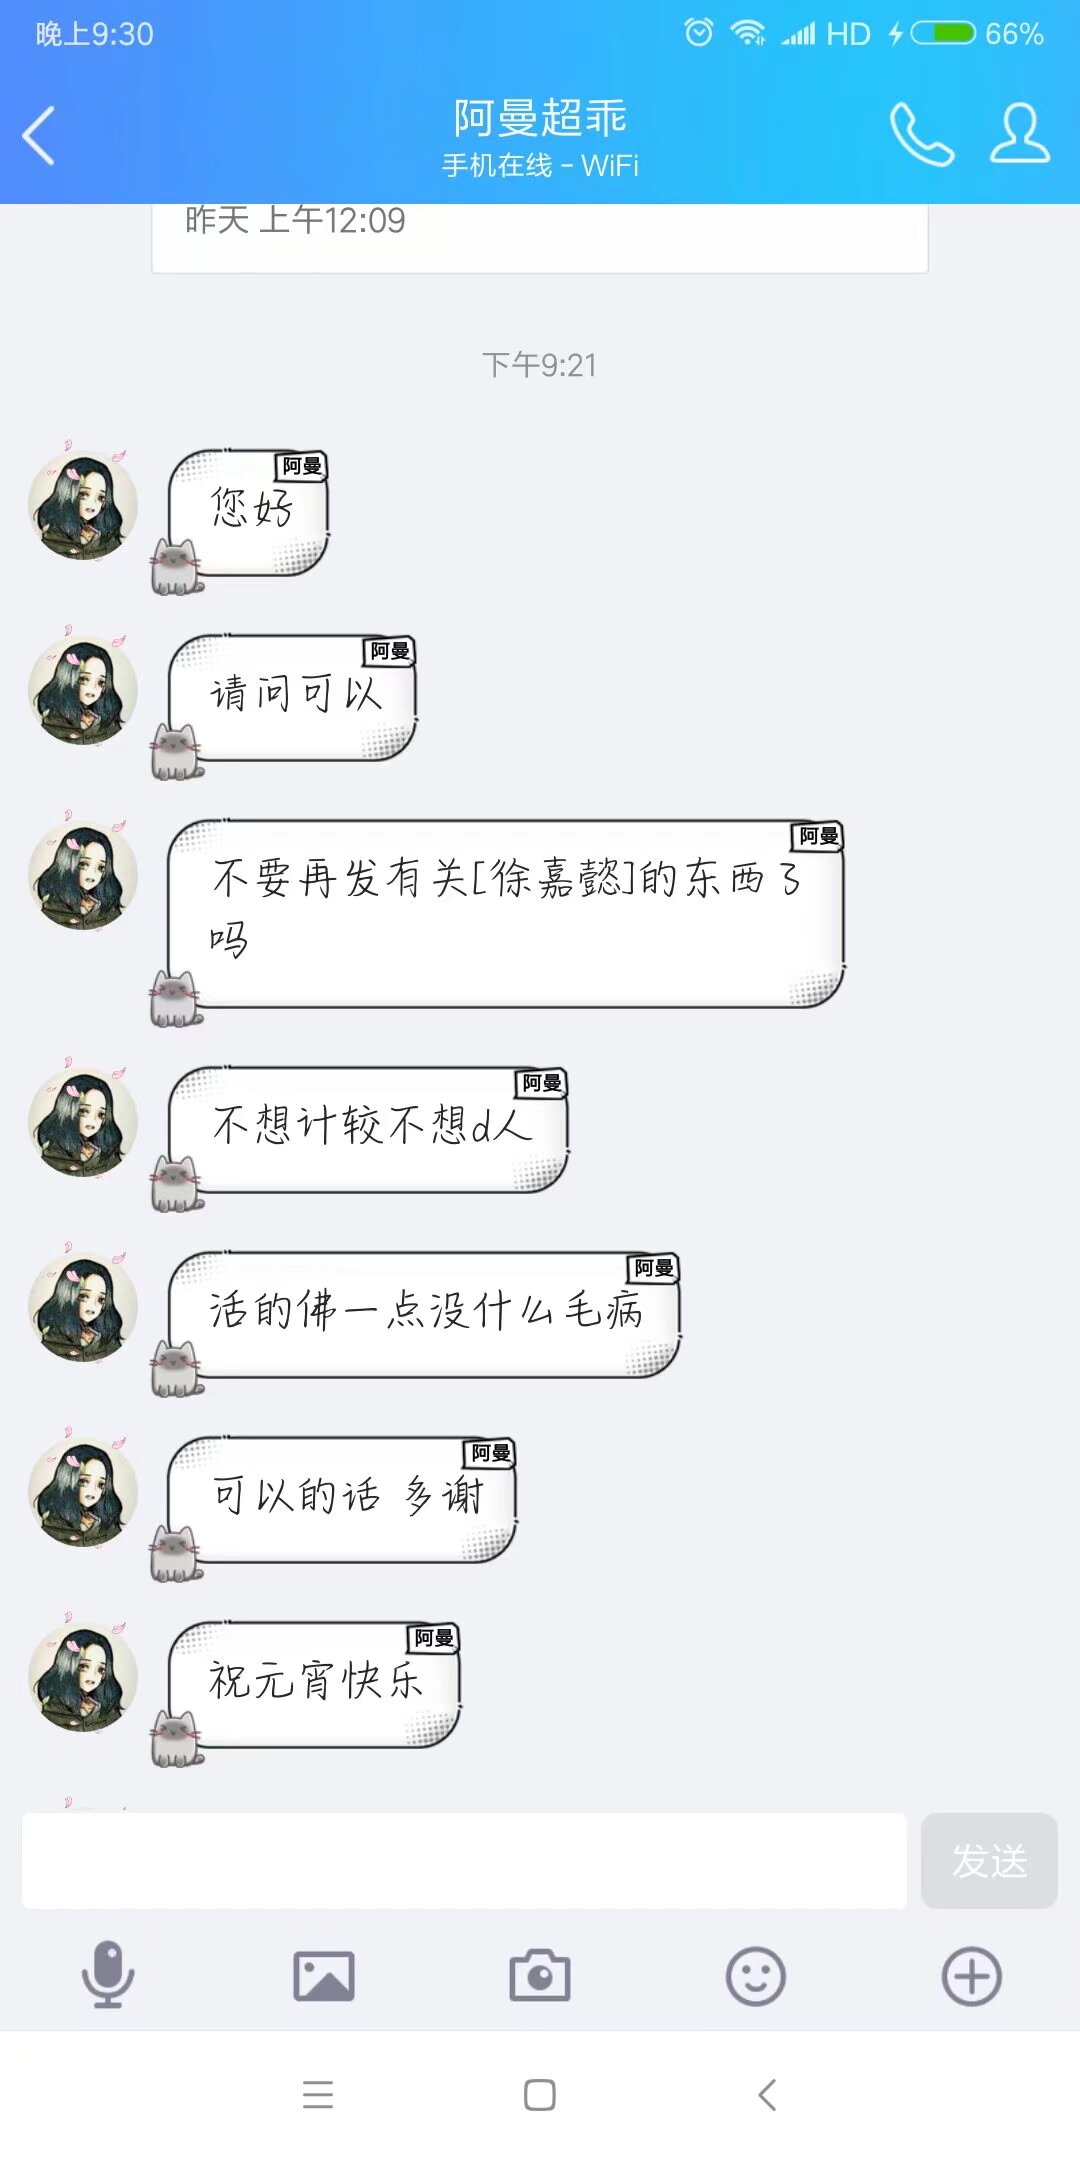 晚上9:30
HD
66%
阿曼超乖
手机在线 - WiFi
昨天 上午12:09
下午9:21
阿曼
您好
阿曼
请问可以
阿曼
不要再发有关[徐嘉懿]的东西了
吗
阿曼
不想计较不想d人
阿曼
活的佛一点没什么毛病
阿曼
可以的话 多谢
阿曼
祝元宵快乐
发送